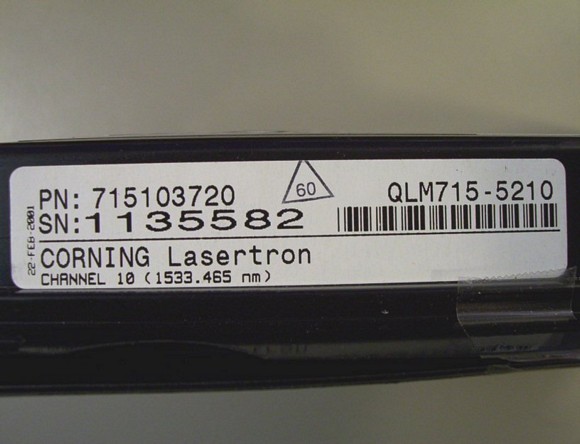 22-FEB-2001
PN: 715103720
60
QLM715-5210
SN:1135582
CORNING Lasertron
CHANNEL 10 (1533.465 nm)